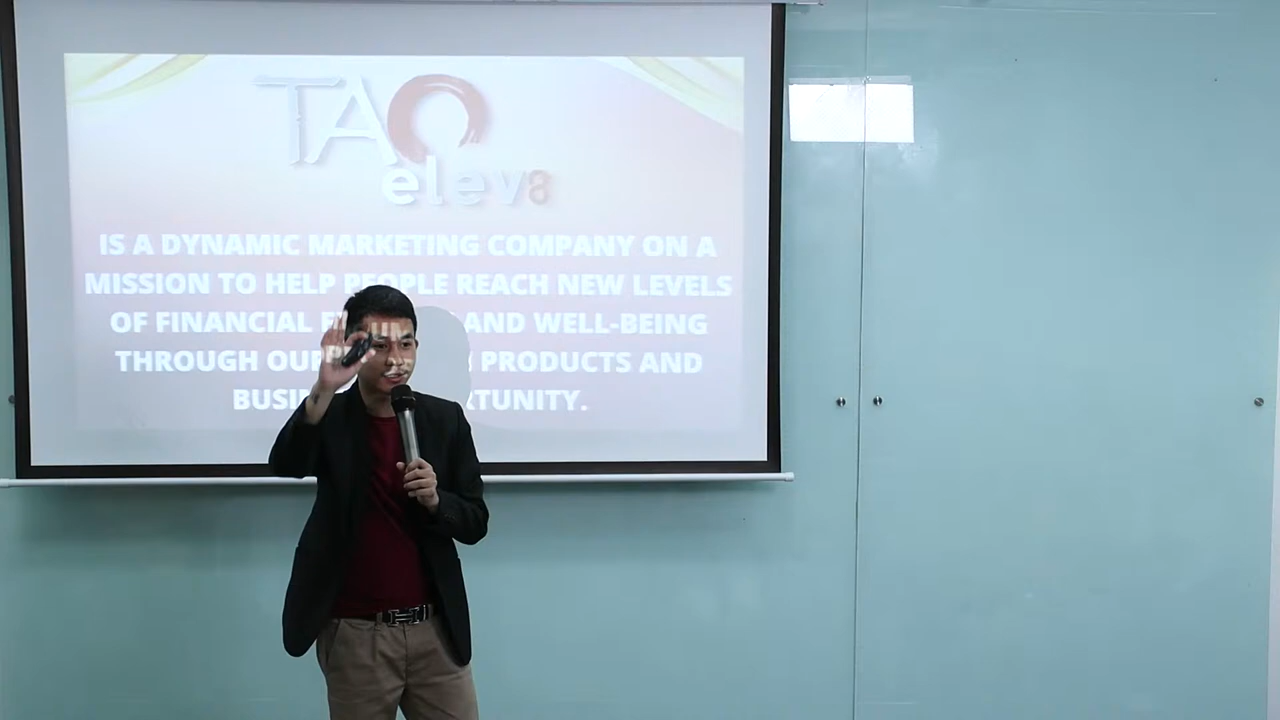 TAO
elev8
IS A DYNAMIC MARKETING COMPANY ON A
MISSION TO HELP PEOPLE REACH NEW LEVELS
OF FINANCIAL AND WELL-BEING
THROUGH OUR PRODUCTS AND